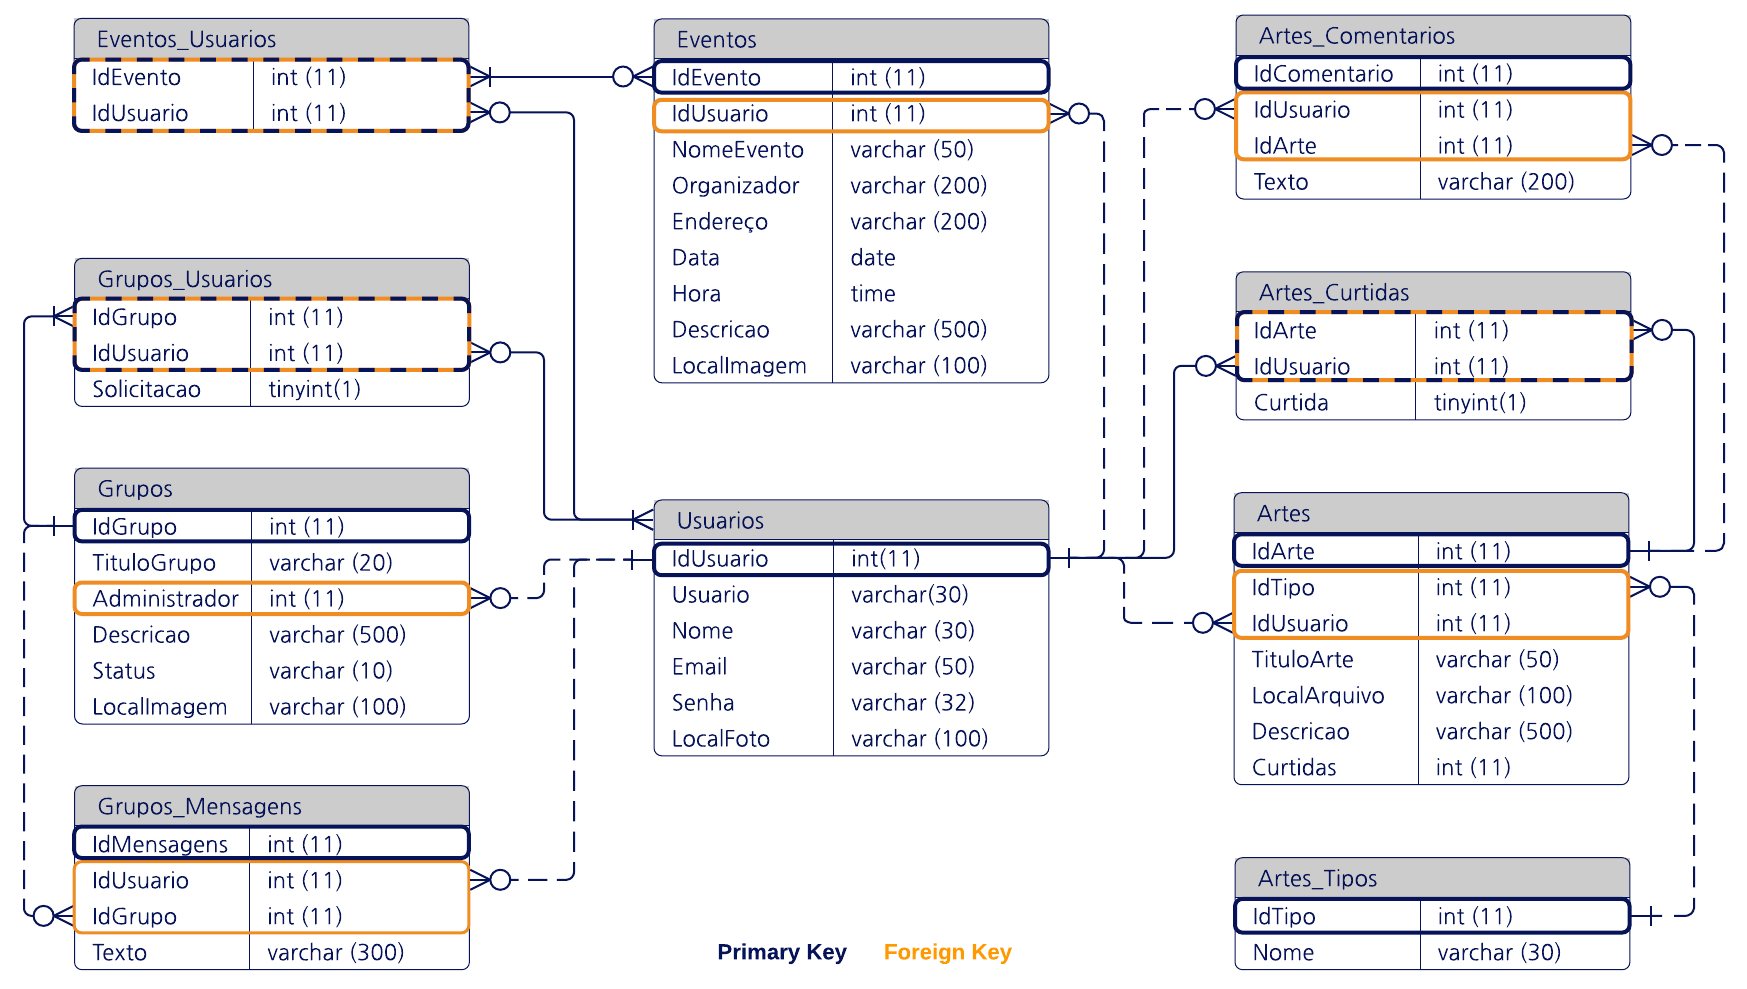 Eventos_Usuarios
IdEvento int (11)
IdUsuario int (11)
Grupos_Usuarios
IdGrupo int (11)
IdUsuario int (11)
Solicitacao tinyint(1)
Grupos
IdGrupo int (11)
TituloGrupo varchar (20)
Administrador int (11)
Descricao varchar (500)
Status varchar (10)
LocalImagem varchar (100)
Grupos_Mensagens
IdMensagens int (11)
IdUsuario int (11)
IdGrupo int (11)
Texto varchar (300)
Eventos
IdEvento int (11)
IdUsuario int (11)
NomeEvento varchar (50)
Organizador varchar (200)
Endereço varchar (200)
Data date
Hora time
Descricao varchar (500)
LocalImagem varchar (100)
Usuarios
IdUsuario int(11)
Usuario varchar(30)
Nome varchar (30)
Email varchar (50)
Senha varchar (32)
LocalFoto varchar (100)
Primary Key Foreign Key
Artes_Comentarios
IdComentario int (11)
IdUsuario int (11)
IdArte int (11)
Texto varchar (200)
Artes_Curtidas
IdArte int (11)
IdUsuario int (11)
Curtida tinyint(1)
Artes
IdArte int (11)
IdTipo int (11)
IdUsuario int (11)
TituloArte varchar (50)
LocalArquivo varchar (100)
Descricao varchar (500)
Curtidas int (11)
Artes_Tipos
IdTipo int (11)
Nome varchar (30)